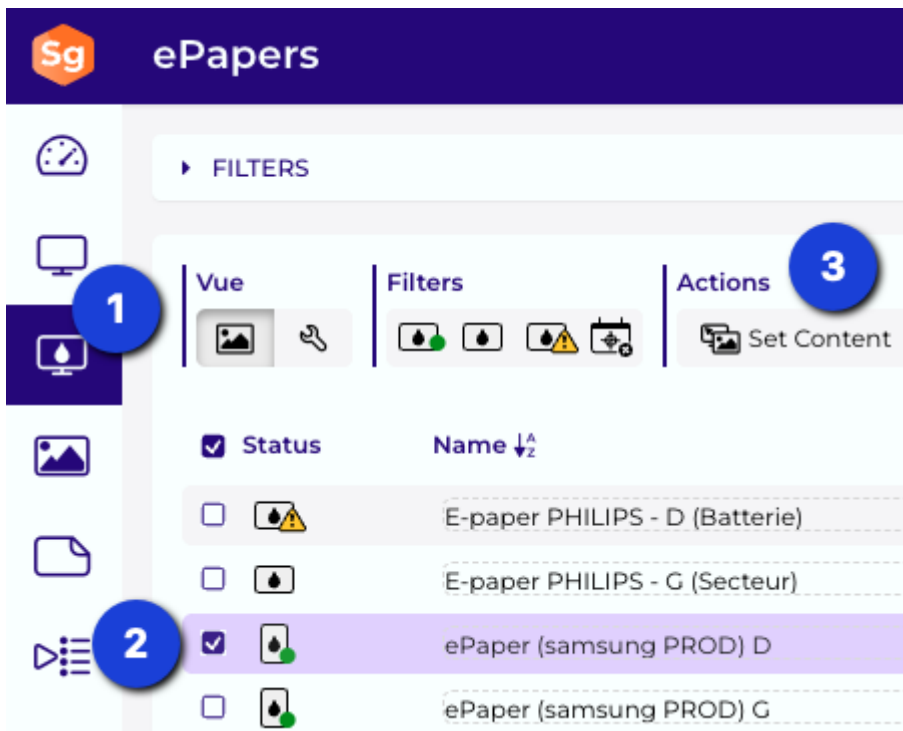 Sg ePapers
FILTERS
1
Vue Filters Actions 3
Set Content
Status Name A Z
E-paper PHILIPS - D (Batterie)
E-paper PHILIPS - G (Secteur)
2 ePaper (samsung PROD) D
ePaper (samsung PROD) G